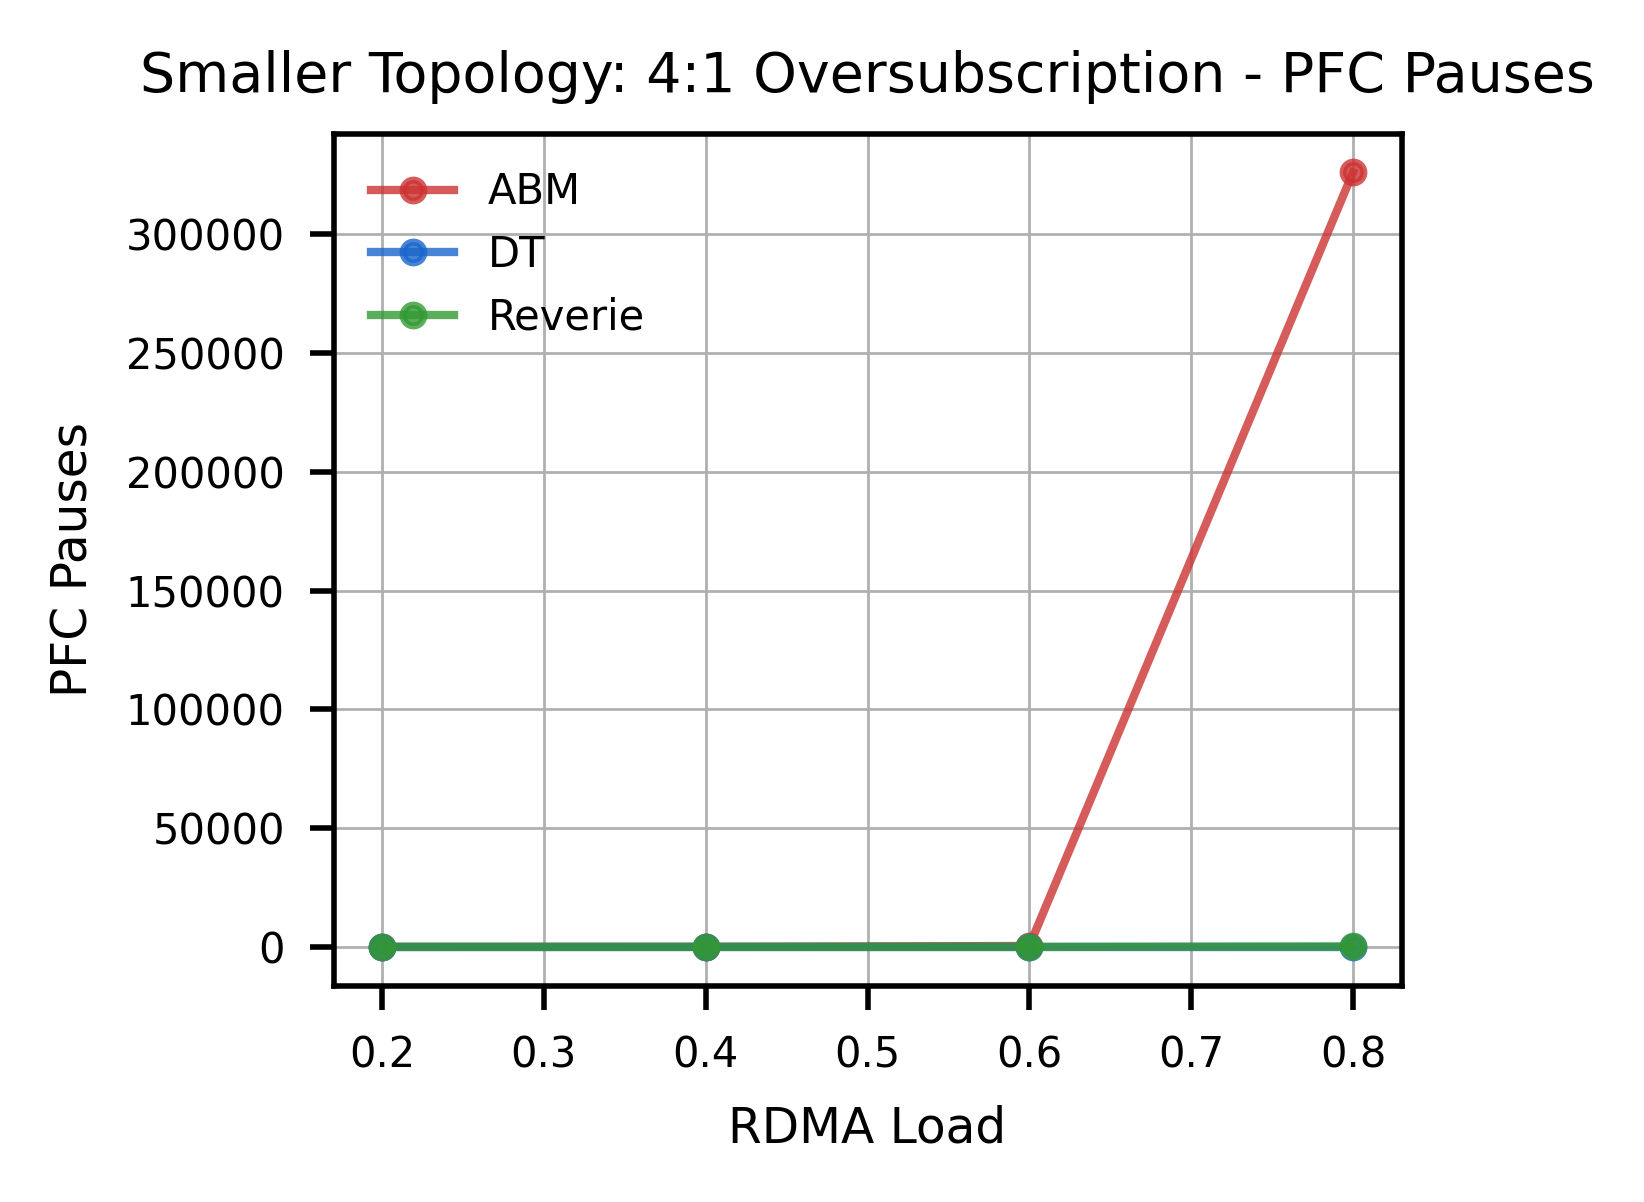 Smaller Topology: 4:1 Oversubscription - PFC Pauses
ABM
DT
Reverie
PFC Pauses
300000
250000
200000
150000
100000
50000
0
0.2 0.3 0.4 0.5 0.6 0.7 0.8
RDMA Load